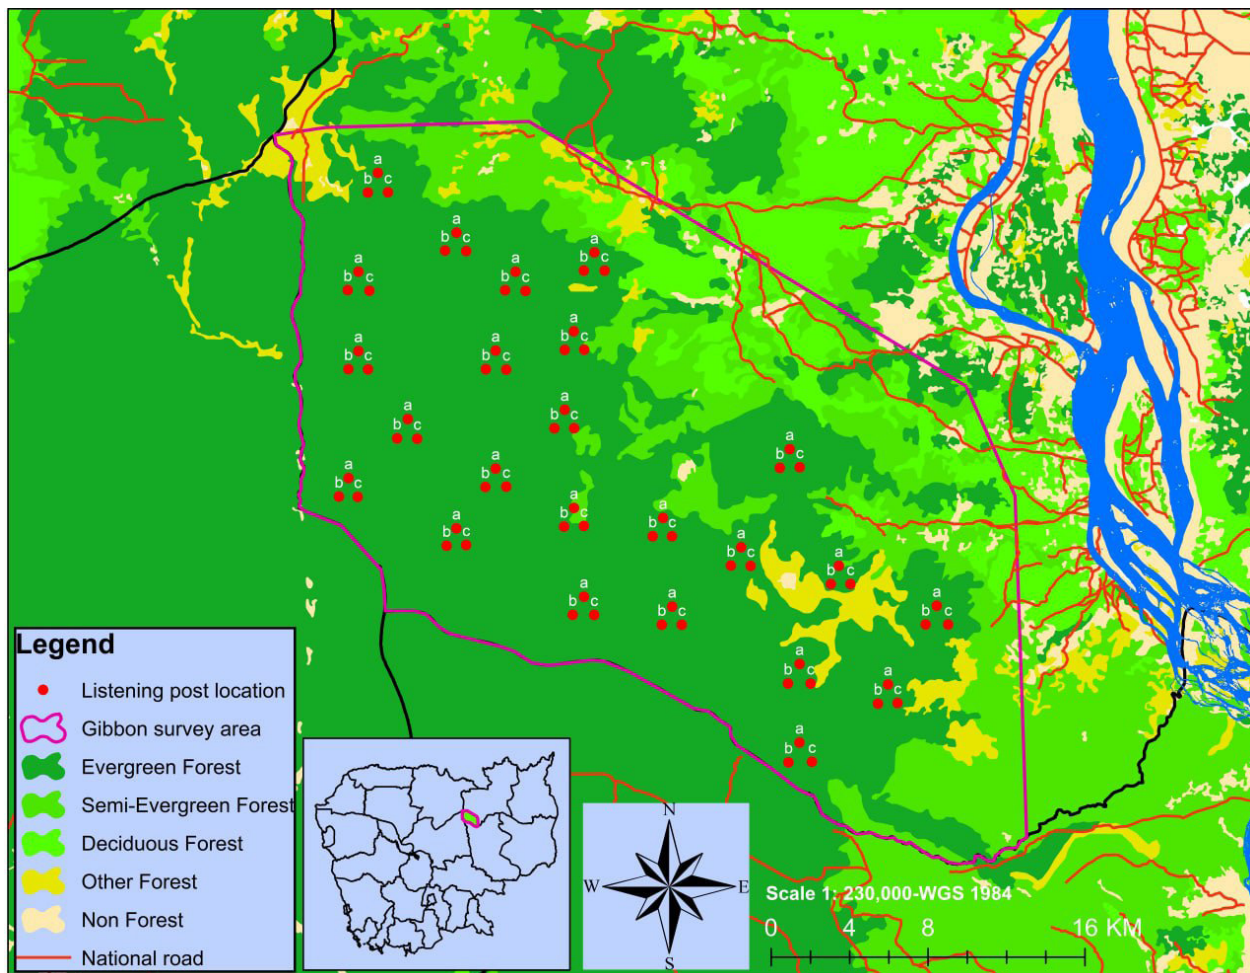 a
b c
a
b c
a
b c
a
b c
a
b c
a
b c
a
b c
a
b c
a
b c
a
b c
a
b c
a
b c
a
b c
a
b c
a
b c
a
b c
a
b c
a
b c
a
b c
a
b c
a
b c
a
b c
a
b c
a
b c
Legend
Listening post location
Gibbon survey area
Evergreen Forest
Semi-Evergreen Forest
Deciduous Forest
Other Forest
Non Forest
National road
N
W E
S
Scale 1: 230,000-WGS 1984
0 4 8 16 KM